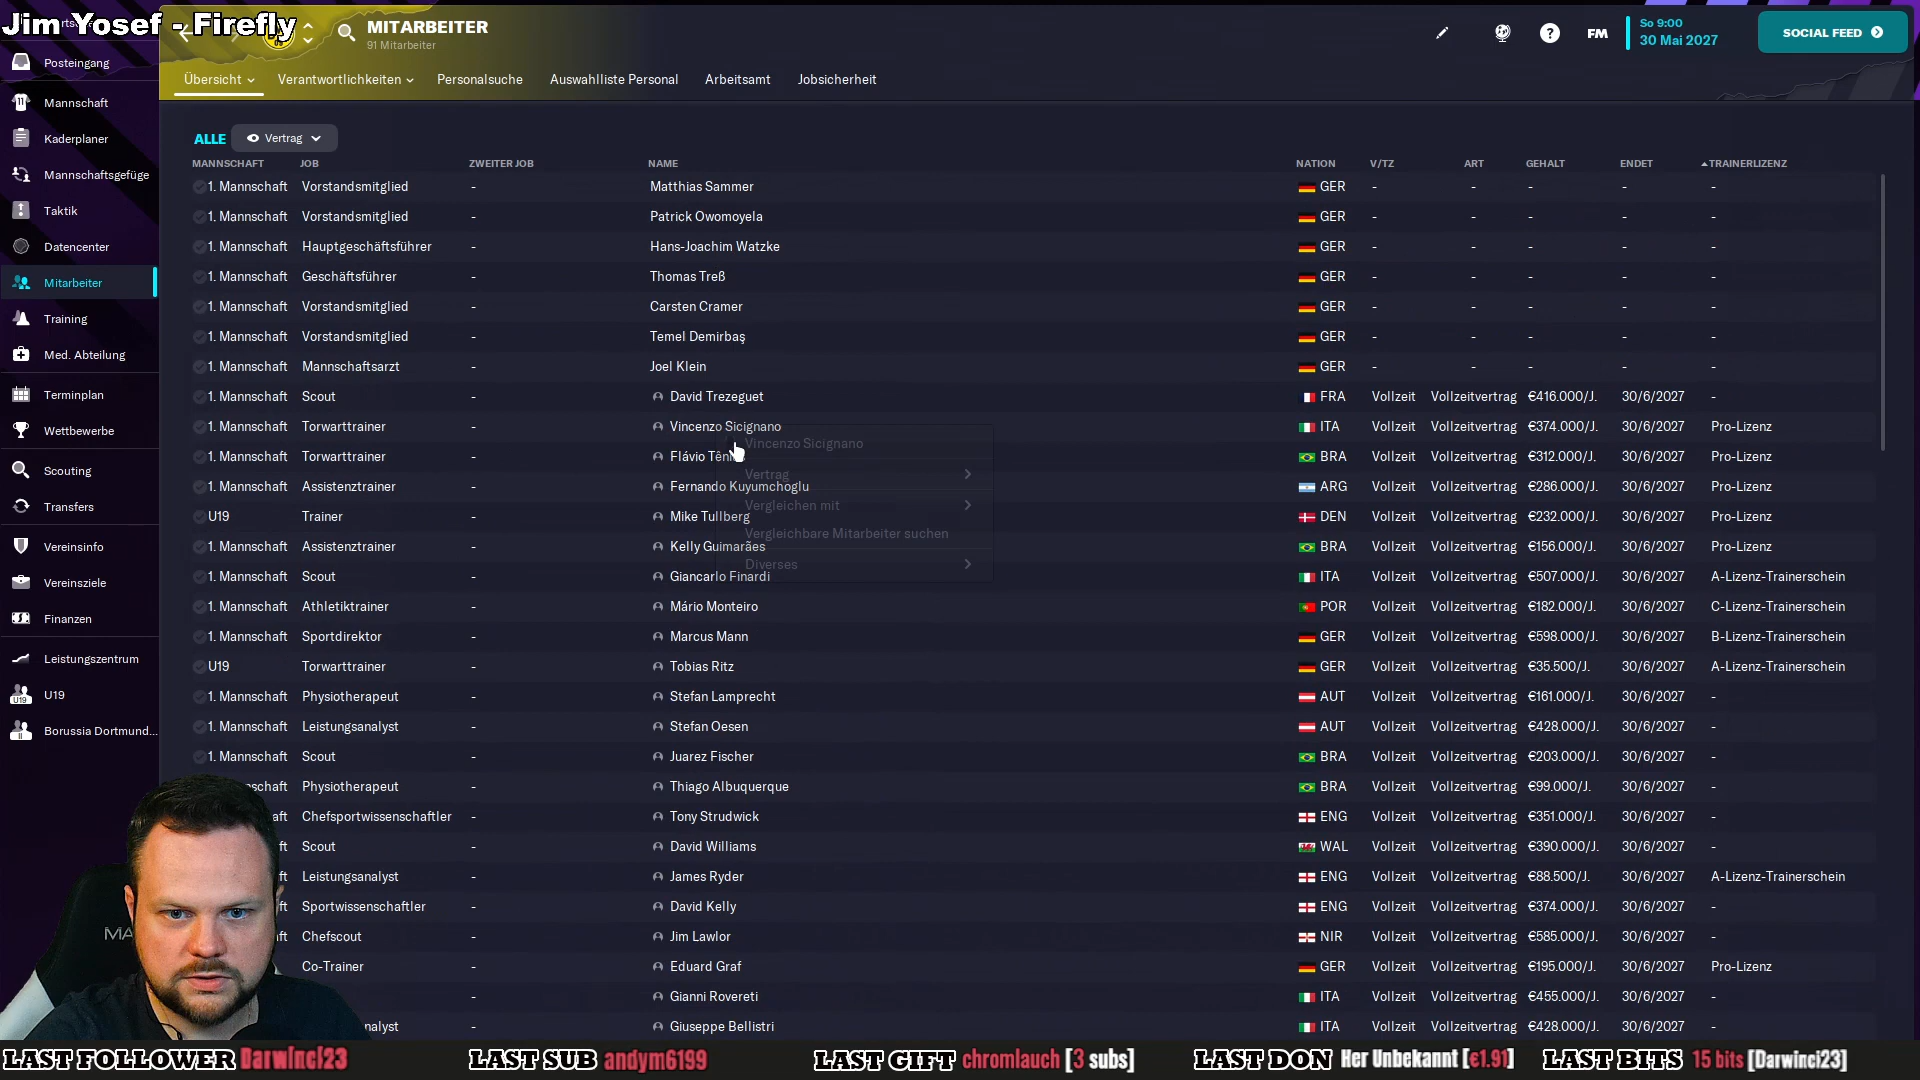 Jim Yosef - Firefly
MITARBEITER
91 Mitarbeiter
FM
So 9:00
30 Mai 2027
SOCIAL FEED
Übersicht
Verantwortlichkeiten
Personalsuche
Auswahlliste Personal
Arbeitsamt
Jobsicherheit
Posteingang
Mannschaft
Kaderplaner
Mannschaftsgefüge
Taktik
Datencenter
Mitarbeiter
Training
Med. Abteilung
Terminplan
Wettbewerbe
Scouting
Transfers
Vereinsinfo
Vereinsziele
Finanzen
Leistungszentrum
U19
Borussia Dortmund...
ALLE Vertrag
MANNSCHAFT JOB ZWEITER JOB NAME NATION V/TZ ART GEHALT ENDET TRAINERLIZENZ
1. Mannschaft Vorstandsmitglied - Matthias Sammer GER - - - - -
1. Mannschaft Vorstandsmitglied - Patrick Owomoyela GER - - - - -
1. Mannschaft Hauptgeschäftsführer - Hans-Joachim Watzke GER - - - - -
1. Mannschaft Geschäftsführer - Thomas Treß GER - - - - -
1. Mannschaft Vorstandsmitglied - Carsten Cramer GER - - - - -
1. Mannschaft Vorstandsmitglied - Temel Demirbaş GER - - - - -
1. Mannschaft Mannschaftsarzt - Joel Klein GER - - - - -
1. Mannschaft Scout - David Trezeguet FRA Vollzeit Vollzeitvertrag €416.000/J. 30/6/2027 -
1. Mannschaft Torwarttrainer - Vincenzo Sicignano ITA Vollzeit Vollzeitvertrag €374.000/J. 30/6/2027 Pro-Lizenz
1. Mannschaft Torwarttrainer - Flávio BRA Vollzeit Vollzeitvertrag €312.000/J. 30/6/2027 Pro-Lizenz
1. Mannschaft Assistenztrainer - Fernando Kuyumchoglu ARG Vollzeit Vollzeitvertrag €286.000/J. 30/6/2027 Pro-Lizenz
U19 Trainer - Mike Tullberg DEN Vollzeit Vollzeitvertrag €232.000/J. 30/6/2027 Pro-Lizenz
1. Mannschaft Assistenztrainer - Kelly Guimarães BRA Vollzeit Vollzeitvertrag €156.000/J. 30/6/2027 Pro-Lizenz
1. Mannschaft Scout - Giancarlo Finardi ITA Vollzeit Vollzeitvertrag €507.000/J. 30/6/2027 A-Lizenz-Trainerschein
1. Mannschaft Athletiktrainer - Mário Monteiro POR Vollzeit Vollzeitvertrag €182.000/J. 30/6/2027 C-Lizenz-Trainerschein
1. Mannschaft Sportdirektor - Marcus Mann GER Vollzeit Vollzeitvertrag €598.000/J. 30/6/2027 B-Lizenz-Trainerschein
U19 Torwarttrainer - Tobias Ritz GER Vollzeit Vollzeitvertrag €35.500/J. 30/6/2027 A-Lizenz-Trainerschein
1. Mannschaft Physiotherapeut - Stefan Lamprecht AUT Vollzeit Vollzeitvertrag €161.000/J. 30/6/2027 -
1. Mannschaft Leistungsanalyst - Stefan Oesen AUT Vollzeit Vollzeitvertrag €428.000/J. 30/6/2027 -
1. Mannschaft Scout - Juarez Fischer BRA Vollzeit Vollzeitvertrag €203.000/J. 30/6/2027 -
schaft Physiotherapeut - Thiago Albuquerque BRA Vollzeit Vollzeitvertrag €99.000/J. 30/6/2027 -
aft Chefsportwissenschaftler - Tony Strudwick ENG Vollzeit Vollzeitvertrag €351.000/J. 30/6/2027 -
ft Scout - David Williams WAL Vollzeit Vollzeitvertrag €390.000/J. 30/6/2027 -
ft Leistungsanalyst - James Ryder ENG Vollzeit Vollzeitvertrag €88.500/J. 30/6/2027 A-Lizenz-Trainerschein
ft Sportwissenschaftler - David Kelly ENG Vollzeit Vollzeitvertrag €374.000/J. 30/6/2027 -
ft Chefscout - Jim Lawlor NIR Vollzeit Vollzeitvertrag €585.000/J. 30/6/2027 -
Co-Trainer - Eduard Graf GER Vollzeit Vollzeitvertrag €195.000/J. 30/6/2027 Pro-Lizenz
- Gianni Rovereti ITA Vollzeit Vollzeitvertrag €455.000/J. 30/6/2027 -
nalyst - Giuseppe Bellistri ITA Vollzeit Vollzeitvertrag €428.000/J. 30/6/2027 -
Vincenzo Sicignano
Vertrag
Vergleichen mit
Vergleichbare Mitarbeiter suchen
Diverses
LAST FOLLOWER Darwinci23 LAST SUB andym6199 LAST GIFT chromlauch [3 subs] LAST DON Her Unbekannt [€1.91] LAST BITS 15 bits [Darwinci23]